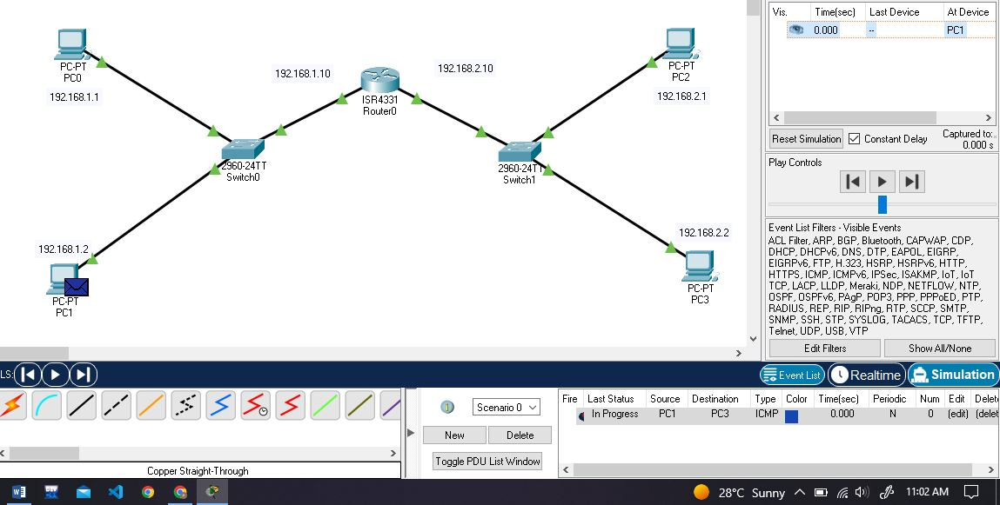 PC-PT
PC0
192.168.1.1
192.168.1.10
ISR4331
Router0
192.168.2.10
PC-PT
PC2
192.168.2.1
2960-24TT
Switch0
2960-24TT
Switch1
192.168.1.2
PC-PT
PC1
192.168.2.2
PC-PT
PC3
Vis. Time(sec) Last Device At Device
0.000 -- PC1
Reset Simulation Constant Delay Captured to:
0.000 s
Play Controls
Event List Filters - Visible Events
ACL Filter, ARP, BGP, Bluetooth, CAPWAP, CDP,
DHCP, DHCPv6, DNS, DTP, EAPOL, EIGRP,
EIGRPv6, FTP, H.323, HSRP, HSRPv6, HTTP,
HTTPS, ICMP, ICMPv6, IPSec, ISAKMP, IoT, IoT
TCP, LACP, LLDP, Meraki, NDP, NETFLOW, NTP,
OSPF, OSPFv6, PAgP, POP3, PPP, PPPoED, PTP,
RADIUS, REP, RIP, RIPng, RTP, SCCP, SMTP,
SNMP, SSH, STP, SYSLOG, TACACS, TCP, TFTP,
Telnet, UDP, USB, VTP
Edit Filters Show All/None
LS:
Event List Realtime Simulation
Scenario 0
New Delete
Toggle PDU List Window
Fire Last Status Source Destination Type Color Time(sec) Periodic Num Edit Delet
In Progress PC1 PC3 ICMP 0.000 N 0 (edit) (delet
Copper Straight-Through
28°C Sunny 11:02 AM